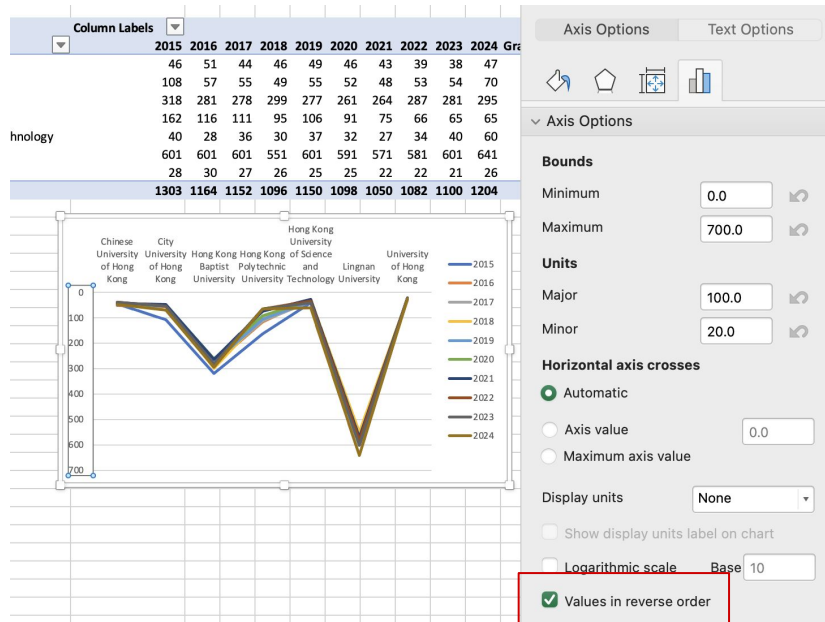 Column Labels
2015 2016 2017 2018 2019 2020 2021 2022 2023 2024 Gra
46 51 44 46 49 46 43 39 38 47
108 57 55 49 55 52 48 53 54 70
318 281 278 299 277 261 264 287 281 295
162 116 111 95 106 91 75 66 65 65
hnology 40 28 36 30 37 32 27 34 40 60
601 601 601 551 601 591 571 581 601 641
28 30 27 26 25 25 22 22 21 26
1303 1164 1152 1096 1150 1098 1050 1082 1100 1204
Chinese University of Hong Kong
City University of Hong Kong
Hong Kong Baptist University
Hong Kong Polytechnic University
Hong Kong University of Science and Technology
Lingnan University
University of Hong Kong
0
100
200
300
400
500
600
700
2015
2016
2017
2018
2019
2020
2021
2022
2023
2024
Axis Options Text Options
Axis Options
Bounds
Minimum 0.0
Maximum 700.0
Units
Major 100.0
Minor 20.0
Horizontal axis crosses
Automatic
Axis value 0.0
Maximum axis value
Display units None
Show display units label on chart
Logarithmic scale Base 10
Values in reverse order